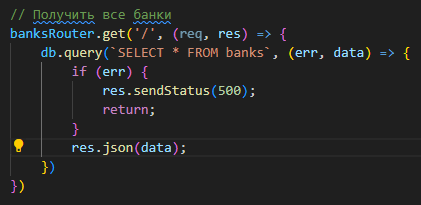 // Получить все банки
banksRouter.get('/', (req, res) => {
    db.query(`SELECT * FROM banks`, (err, data) => {
        if (err) {
            res.sendStatus(500);
            return;
        }
        res.json(data);
    })
})